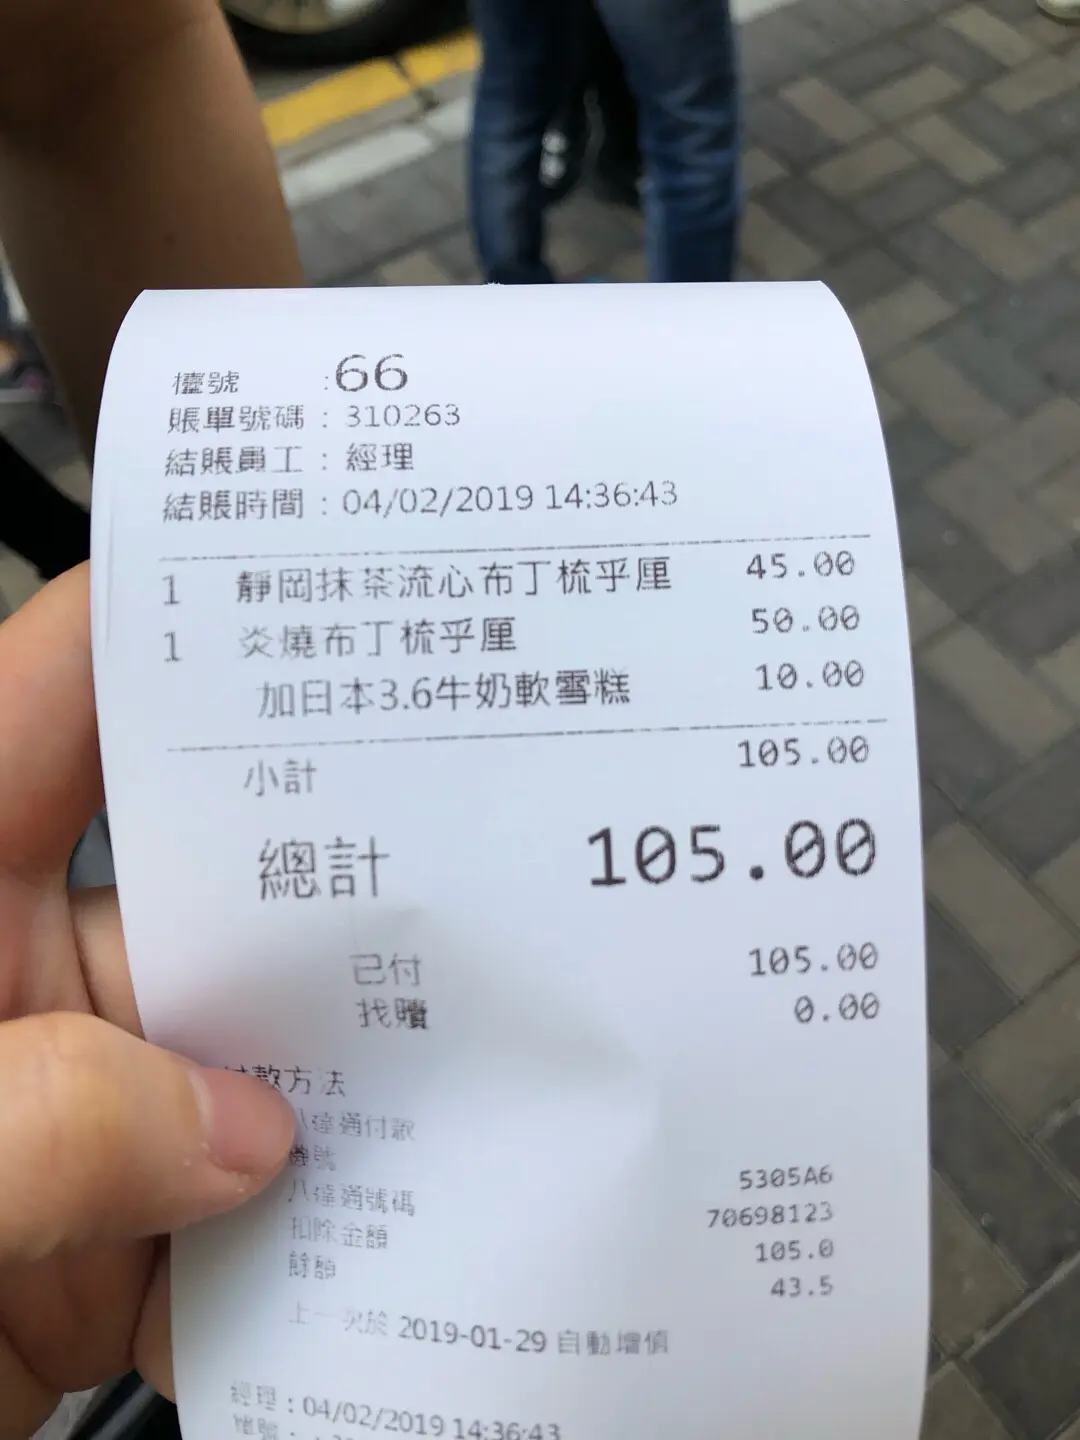 檯號 :66
賬單號碼 : 310263
結賬員工 : 經理
結賬時間 : 04/02/2019 14:36:43
1 靜岡抹茶流心布丁梳乎厘 45.00
1 炎燒布丁梳乎厘 50.00
加日本3.6牛奶軟雪糕 10.00
小計 105.00
總計 105.00
已付 105.00
找贖 0.00
付款方法
八達通付款
機號 5305A6
八達通號碼 70698123
扣除金額 105.0
餘額 43.5
上一次於 2019-01-29 自動增值
經理 : 04/02/2019 14:36:43